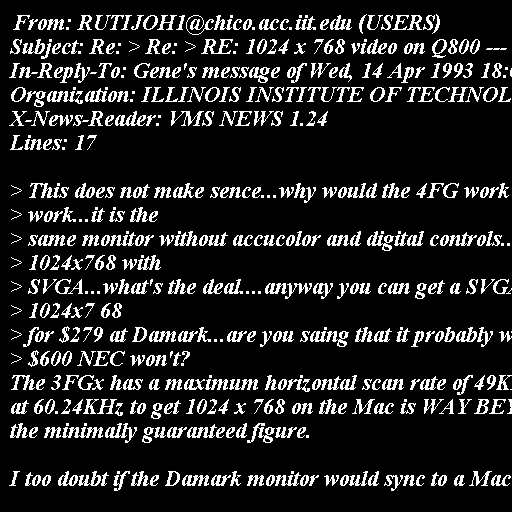 From: RUTIJOH1@chico.acc.iit.edu (USERS)
Subject: Re: > Re: > RE: 1024 x 768 video on Q800 ---
In-Reply-To: Gene's message of Wed, 14 Apr 1993 18:
Organization: ILLINOIS INSTITUTE OF TECHNOL
X-News-Reader: VMS NEWS 1.24
Lines: 17

> This does not make sence...why would the 4FG work
> work...it is the
> same monitor without accucolor and digital controls..
> 1024x768 with
> SVGA...what's the deal....anyway you can get a SVGA
> 1024x7 68
> for $279 at Damark...are you saing that it probably w
> $600 NEC won't?
The 3FGx has a maximum horizontal scan rate of 49K
at 60.24KHz to get 1024 x 768 on the Mac is WAY BEY
the minimally guaranteed figure.

I too doubt if the Damark monitor would sync to a Mac